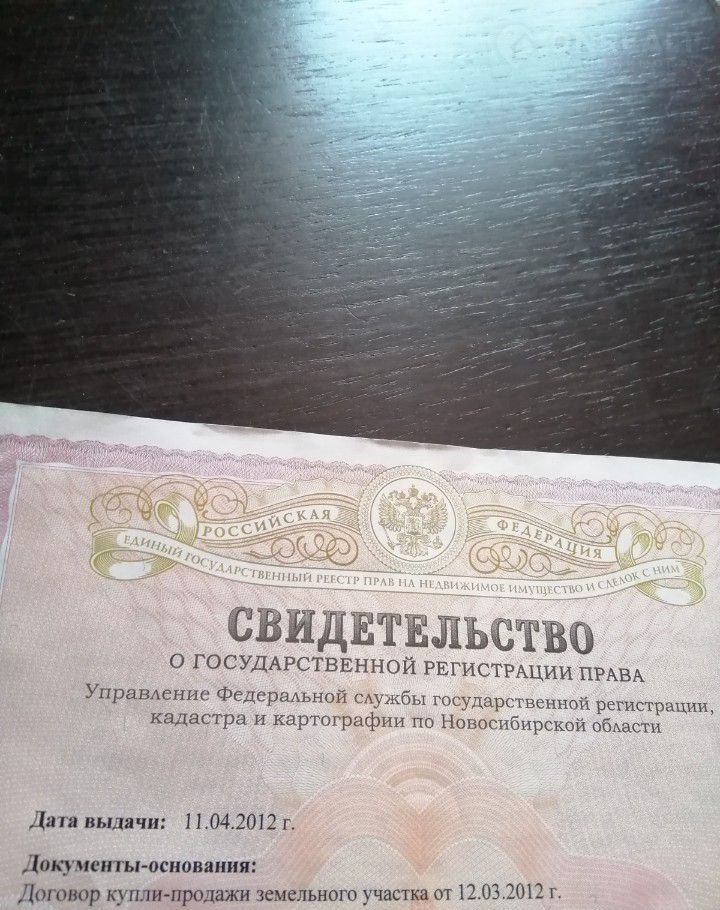 РОССИЙСКАЯ ФЕДЕРАЦИЯ
ЕДИНЫЙ ГОСУДАРСТВЕННЫЙ РЕЕСТР ПРАВ НА НЕДВИЖИМОЕ ИМУЩЕСТВО И СДЕЛОК С НИМ
СВИДЕТЕЛЬСТВО
О ГОСУДАРСТВЕННОЙ РЕГИСТРАЦИИ ПРАВА
Управление Федеральной службы государственной регистрации,
кадастра и картографии по Новосибирской области
Дата выдачи: 11.04.2012 г.
Документы-основания:
Договор купли-продажи земельного участка от 12.03.2012 г.